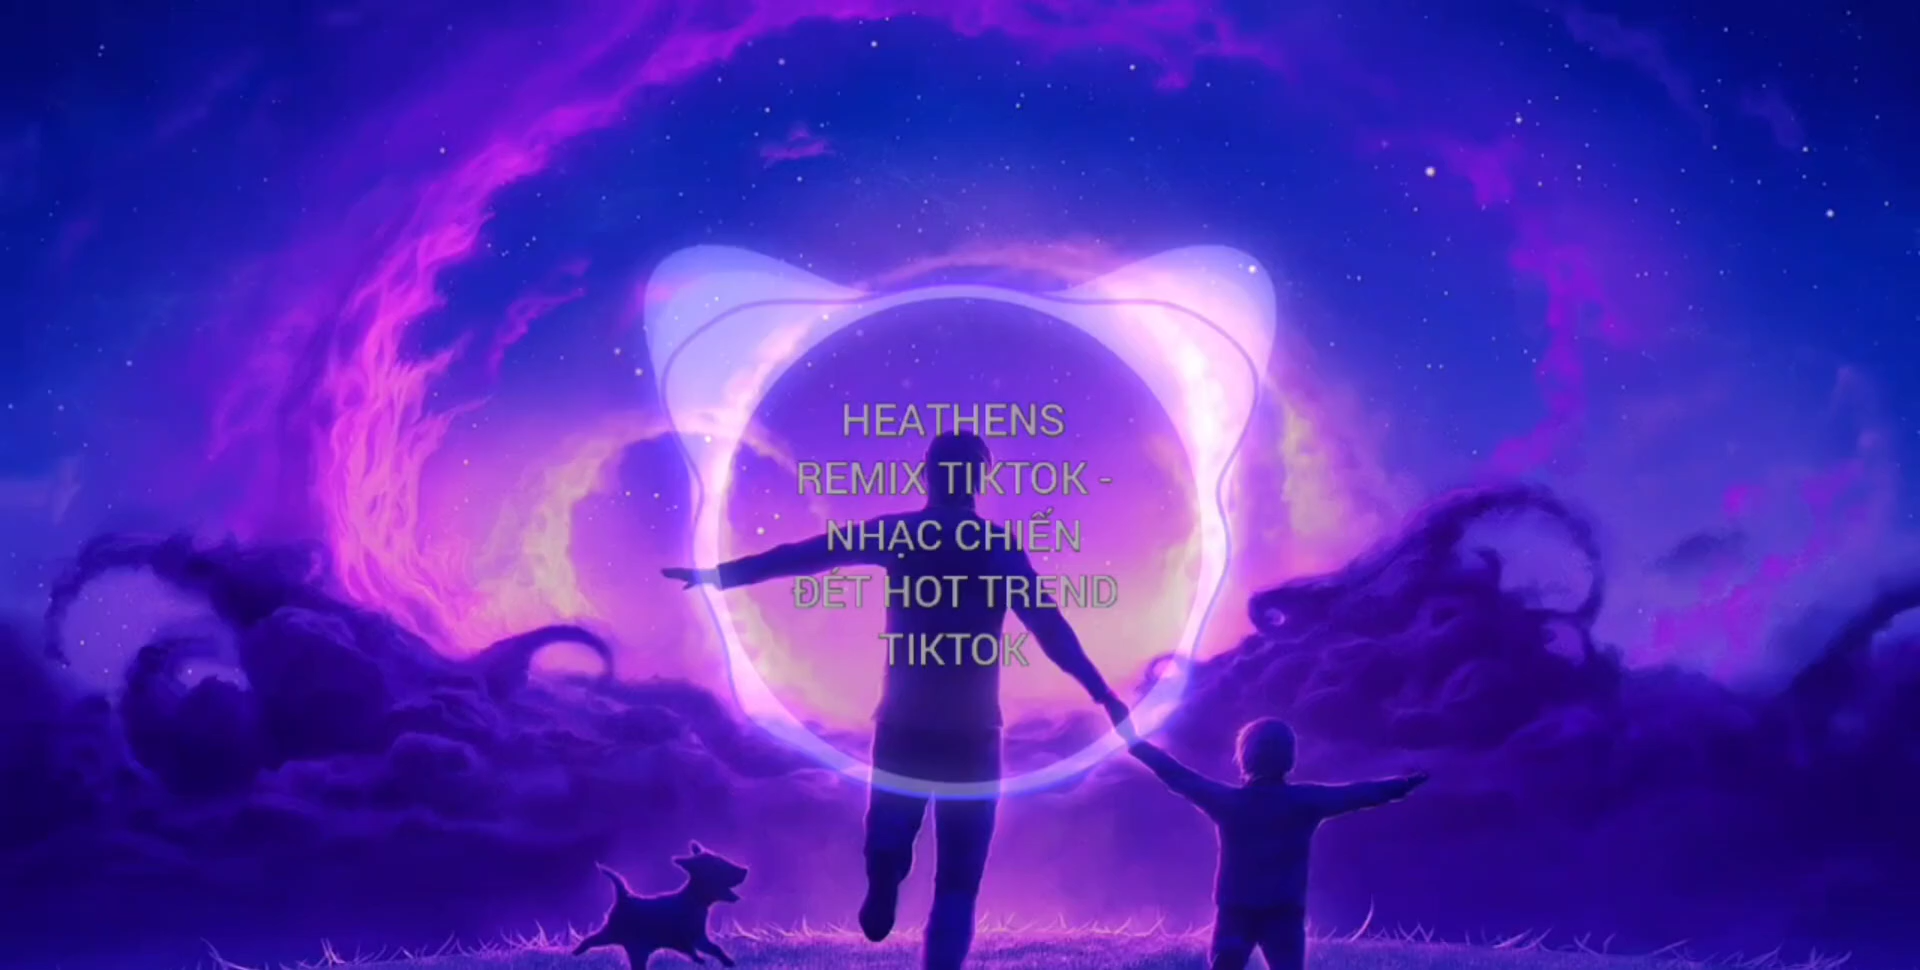 HEATHENS
REMIX TIKTOK -
NHẠC CHIẾN
ĐÉT HOT TREND
TIKTOK